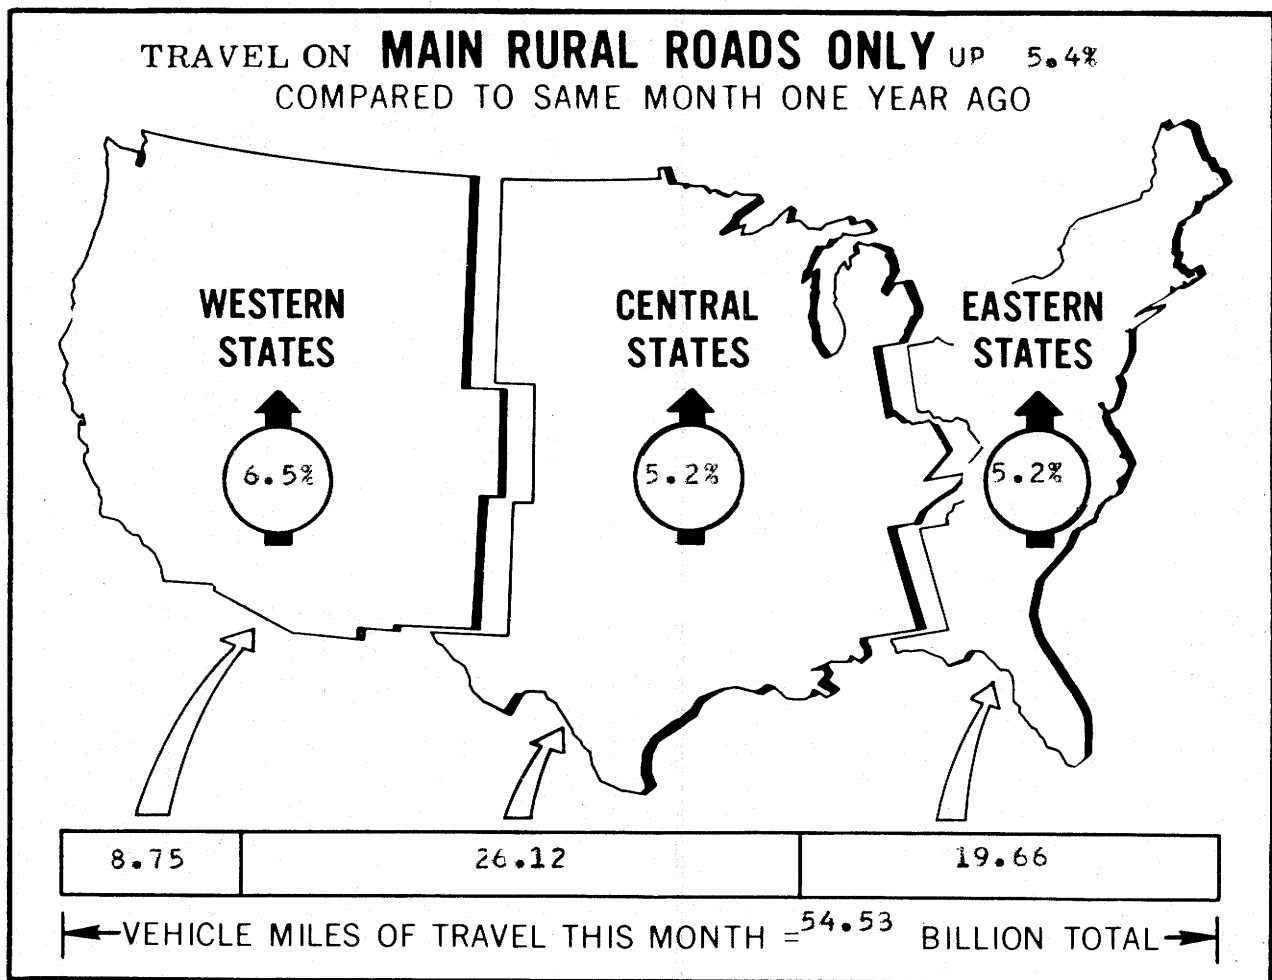 TRAVEL ON MAIN RURAL ROADS ONLY UP 5.4%
COMPARED TO SAME MONTH ONE YEAR AGO
WESTERN
STATES
6.5%
CENTRAL
STATES
5.2%
EASTERN
STATES
5.2%
8.75 26.12 19.66
VEHICLE MILES OF TRAVEL THIS MONTH = 54.53 BILLION TOTAL